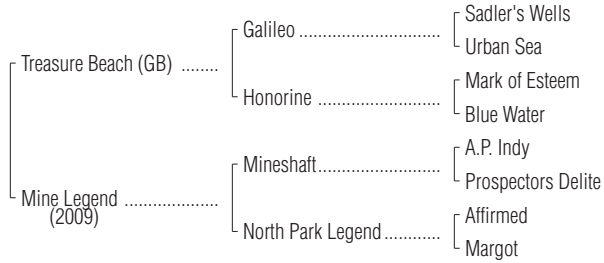 Sadler's Wells
Galileo ................................
Urban Sea
Treasure Beach (GB) ........
Mark of Esteem
Honorine ............................
Blue Water
A.P. Indy
Mineshaft............................
Prospectors Delite
Mine Legend .....................
(2009)
Affirmed
North Park Legend.............
Margot